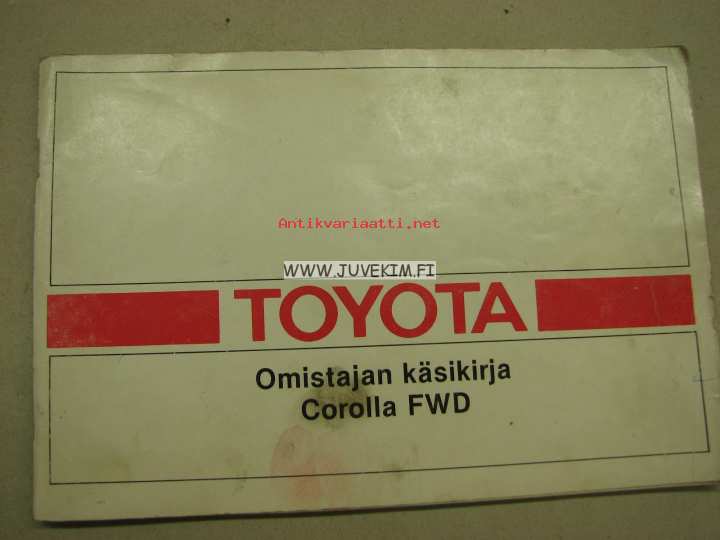 Antikvariaatti.net
WWW.JUVEKIM.FI
TOYOTA
Omistajan käsikirja
Corolla FWD